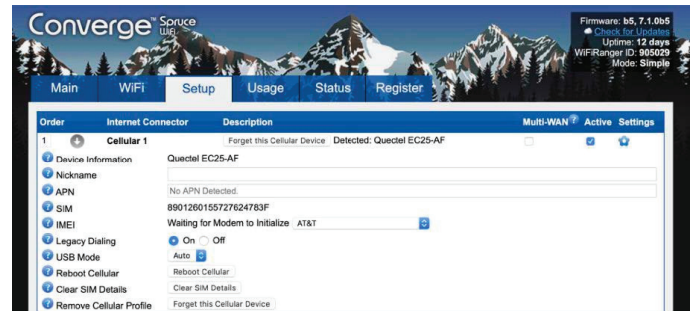 Converge™ Spruce WiFi
Firmware: b5, 7.1.0b5
Check for Updates
Uptime: 12 days
WiFiRanger ID: 905029
Mode: Simple
Main WiFi Setup Usage Status Register
Order Internet Connector Description Multi-WAN ? Active Settings
1 Cellular 1 Forget this Cellular Device Detected: Quectel EC25-AF
? Device Information Quectel EC25-AF
? Nickname
? APN No APN Detected.
? SIM 8901260155727624783F
? IMEI Waiting for Modem to Initialize AT&T
? Legacy Dialing On Off
? USB Mode Auto
? Reboot Cellular Reboot Cellular
? Clear SIM Details Clear SIM Details
? Remove Cellular Profile Forget this Cellular Device